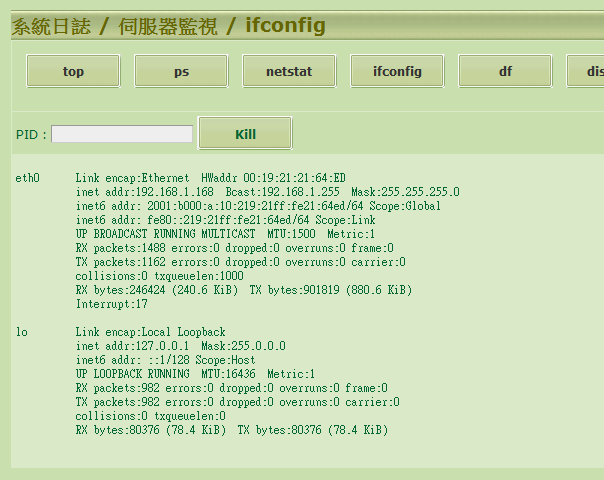 系統日誌 / 伺服器監視 / ifconfig
top ps netstat ifconfig df dis
PID : Kill
eth0 Link encap:Ethernet HWaddr 00:19:21:21:64:ED
inet addr:192.168.1.168 Bcast:192.168.1.255 Mask:255.255.255.0
inet6 addr: 2001:b000:a:10:219:21ff:fe21:64ed/64 Scope:Global
inet6 addr: fe80::219:21ff:fe21:64ed/64 Scope:Link
UP BROADCAST RUNNING MULTICAST MTU:1500 Metric:1
RX packets:1488 errors:0 dropped:0 overruns:0 frame:0
TX packets:1162 errors:0 dropped:0 overruns:0 carrier:0
collisions:0 txqueuelen:1000
RX bytes:246424 (240.6 KiB) TX bytes:901819 (880.6 KiB)
Interrupt:17
lo Link encap:Local Loopback
inet addr:127.0.0.1 Mask:255.0.0.0
inet6 addr: ::1/128 Scope:Host
UP LOOPBACK RUNNING MTU:16436 Metric:1
RX packets:982 errors:0 dropped:0 overruns:0 frame:0
TX packets:982 errors:0 dropped:0 overruns:0 carrier:0
collisions:0 txqueuelen:0
RX bytes:80376 (78.4 KiB) TX bytes:80376 (78.4 KiB)